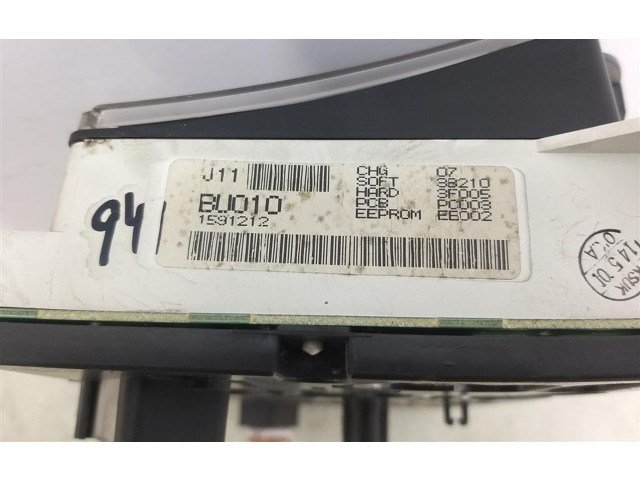 J11
BU010
1591212
CHG 07
SOFT 3B210
HARD 3F005
PCB PC003
EEPROM EE002
94